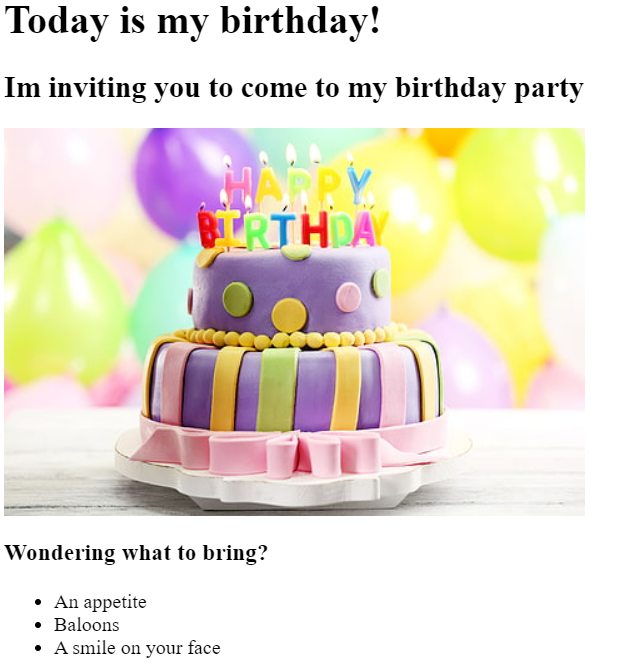 Today is my birthday!
Im inviting you to come to my birthday party
HAPPY
BIRTHDAY
Wondering what to bring?
An appetite
Baloons
A smile on your face